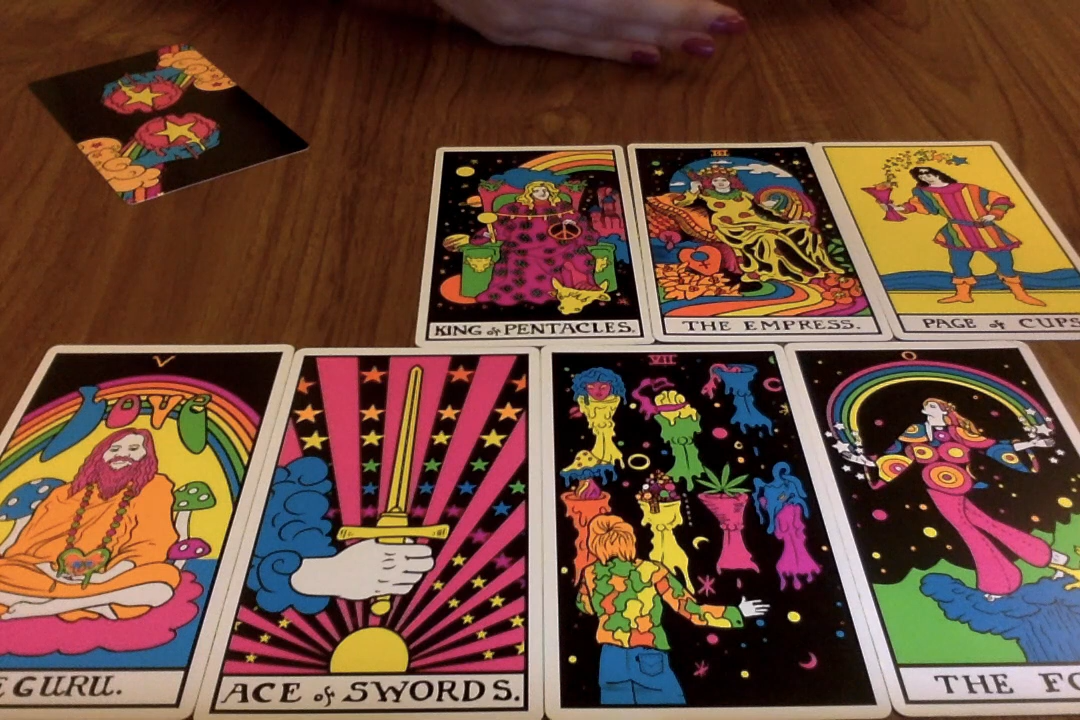 III
KING of PENTACLES.
THE EMPRESS.
PAGE of CUPS
V
VII
O
Love
E GURU.
ACE of SWORDS.
THE FO